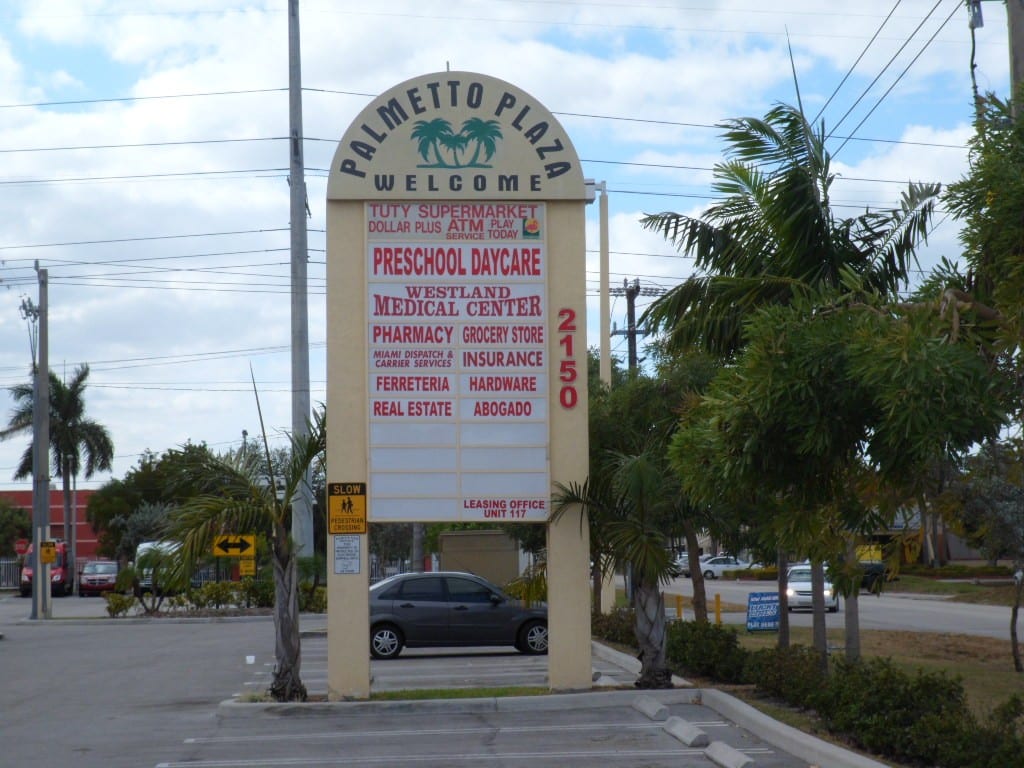 PALMETTO PLAZA
WELCOME
TUTY SUPERMARKET
DOLLAR PLUS ATM PLAY
SERVICE TODAY
PRESCHOOL DAYCARE
WESTLAND
MEDICAL CENTER
PHARMACY GROCERY STORE
MIAMI DISPATCH &
CARRIER SERVICES
INSURANCE
FERRETERIA HARDWARE
REAL ESTATE ABOGADO
LEASING OFFICE
UNIT 117
2150
SLOW
PEDESTRIAN
CROSSING